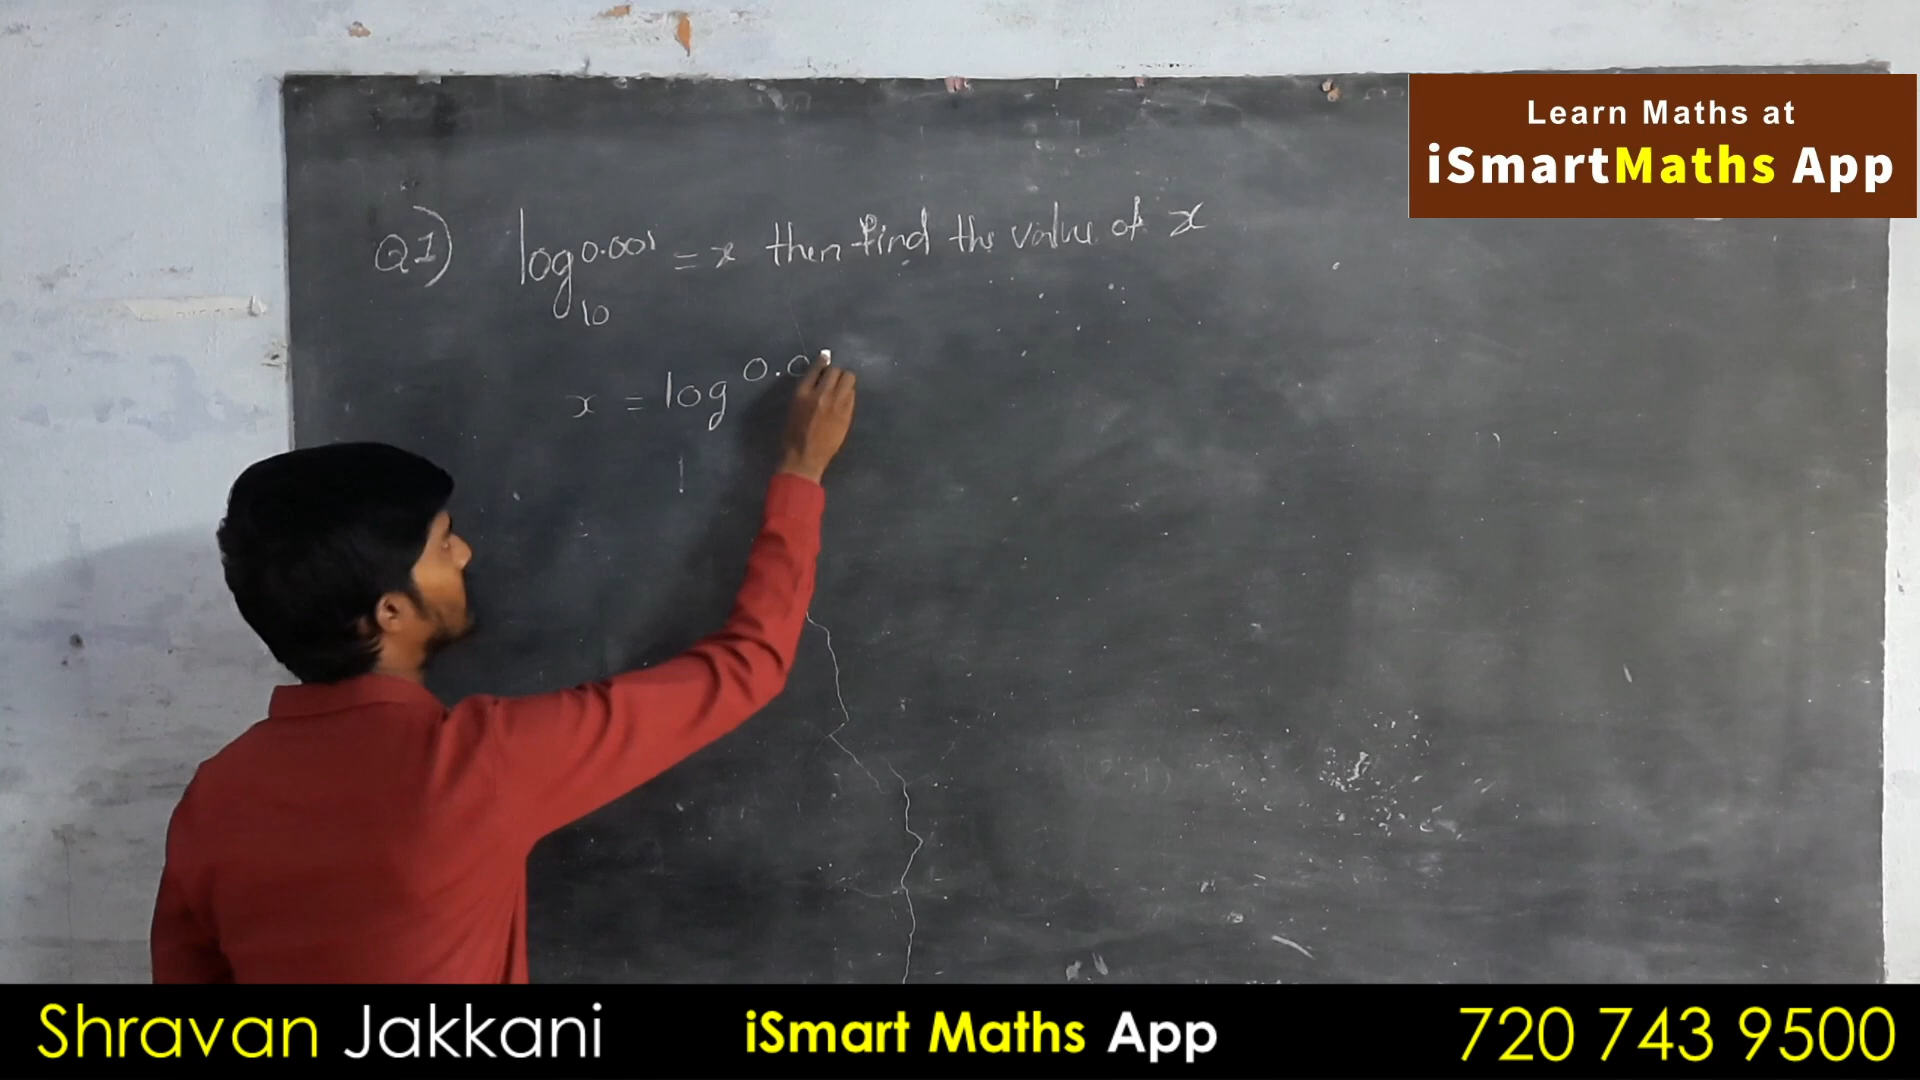 Learn Maths at
iSmartMaths App
Q1) log₁₀ 0.001 = x then find the value of x
x = log 0.0
Shravan Jakkani iSmart Maths App 720 743 9500